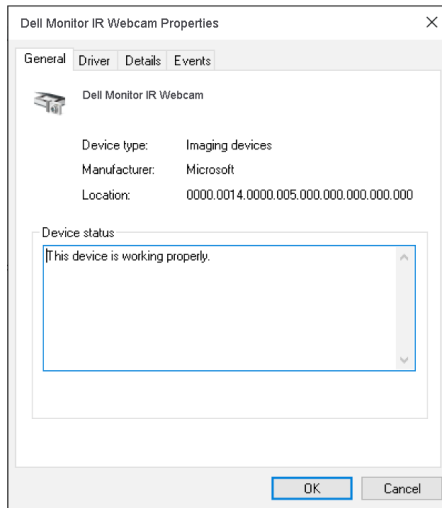 Dell Monitor IR Webcam Properties
General Driver Details Events
Dell Monitor IR Webcam
Device type: Imaging devices
Manufacturer: Microsoft
Location: 0000.0014.0000.005.000.000.000.000.000
Device status
This device is working properly.
OK Cancel